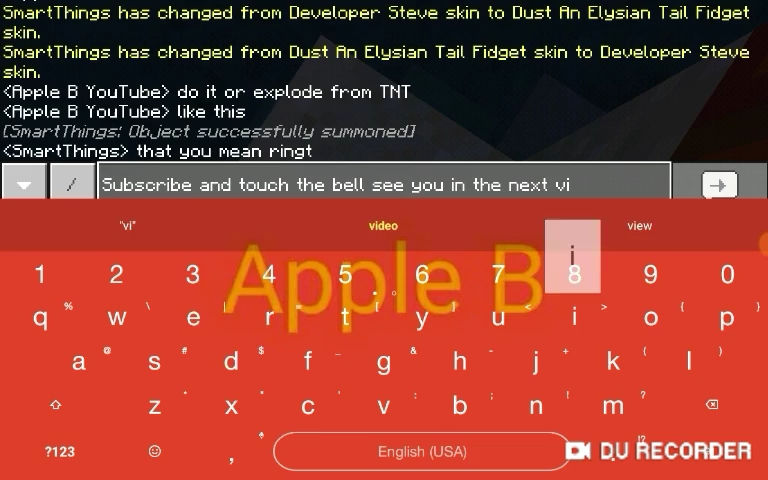 SmartThings has changed from Developer Steve skin to Dust An Elysian Tail Fidget
skin.
SmartThings has changed from Dust An Elysian Tail Fidget skin to Developer Steve
skin.
<Apple B YouTube> do it or explode from TNT
<Apple B YouTube> like this
[SmartThings: Object successfully summoned]
<SmartThings> that you mean ringt
/ Subscribe and touch the bell see you in the next vi
"vi" video view
i
Apple B
1 2 3 4 5 6 7 8 9 0
q w e r t y u i o p
a s d f g h j k l
z x c v b n m
?123 , English (USA)
DU RECORDER